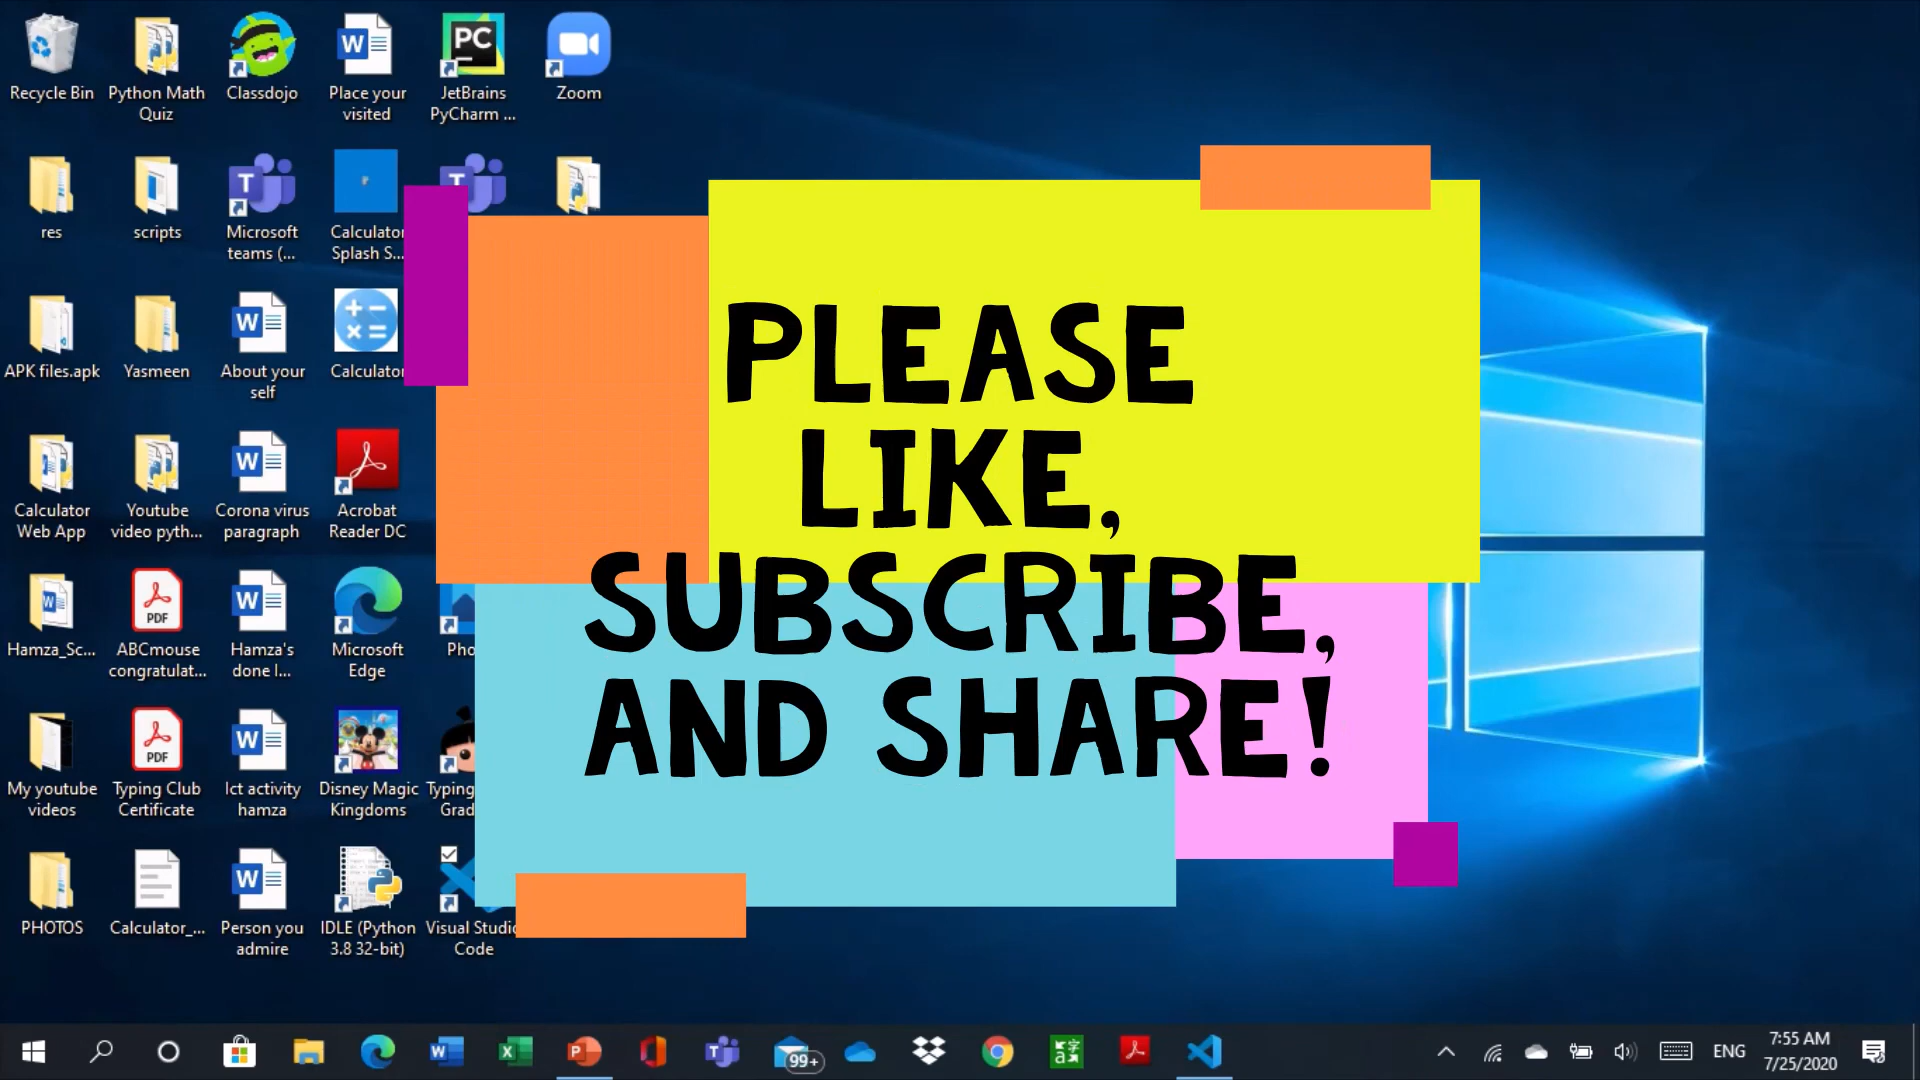 Recycle Bin
Python Math
Quiz
Classdojo
Place your
visited
JetBrains
PyCharm ...
Zoom
res
scripts
Microsoft
teams (...
Calculator
Splash S...
APK files.apk
Yasmeen
About your
self
Calculator
Calculator
Web App
Youtube
video pyth...
Corona virus
paragraph
Acrobat
Reader DC
Hamza_Sc...
ABCmouse
congratulat...
Hamza's
done l...
Microsoft
Edge
Pho
My youtube
videos
Typing Club
Certificate
Ict activity
hamza
Disney Magic
Kingdoms
Typing
Grad
PHOTOS
Calculator_...
Person you
admire
IDLE (Python
3.8 32-bit)
Visual Studio
Code
PLEASE
LIKE,
SUBSCRIBE,
AND SHARE!
99+
ENG
7:55 AM
7/25/2020